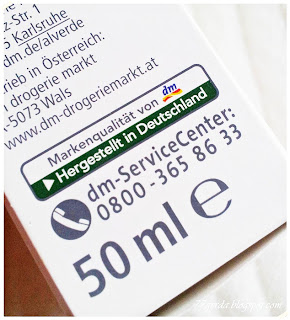 z-Str. 1
5 Karlsruhe
dm.de/alverde
rieb in Österreich:
drogerie markt
-5073 Wals
www.dm-drogeriemarkt.at
Markenqualität von dm
Hergestellt in Deutschland
dm-ServiceCenter:
0800-365 86 33
50 ml ℮